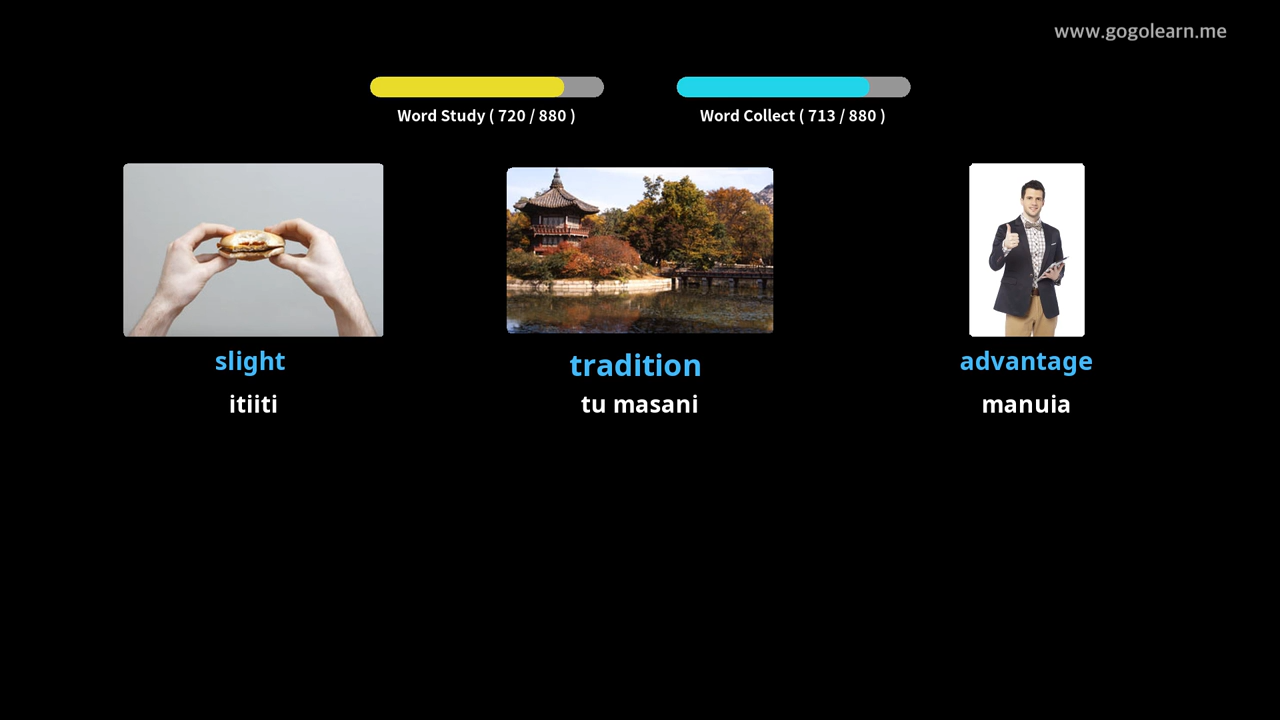 www.gogolearn.me
Word Study ( 720 / 880 )
Word Collect ( 713 / 880 )
slight
tradition
advantage
itiiti
tu masani
manuia